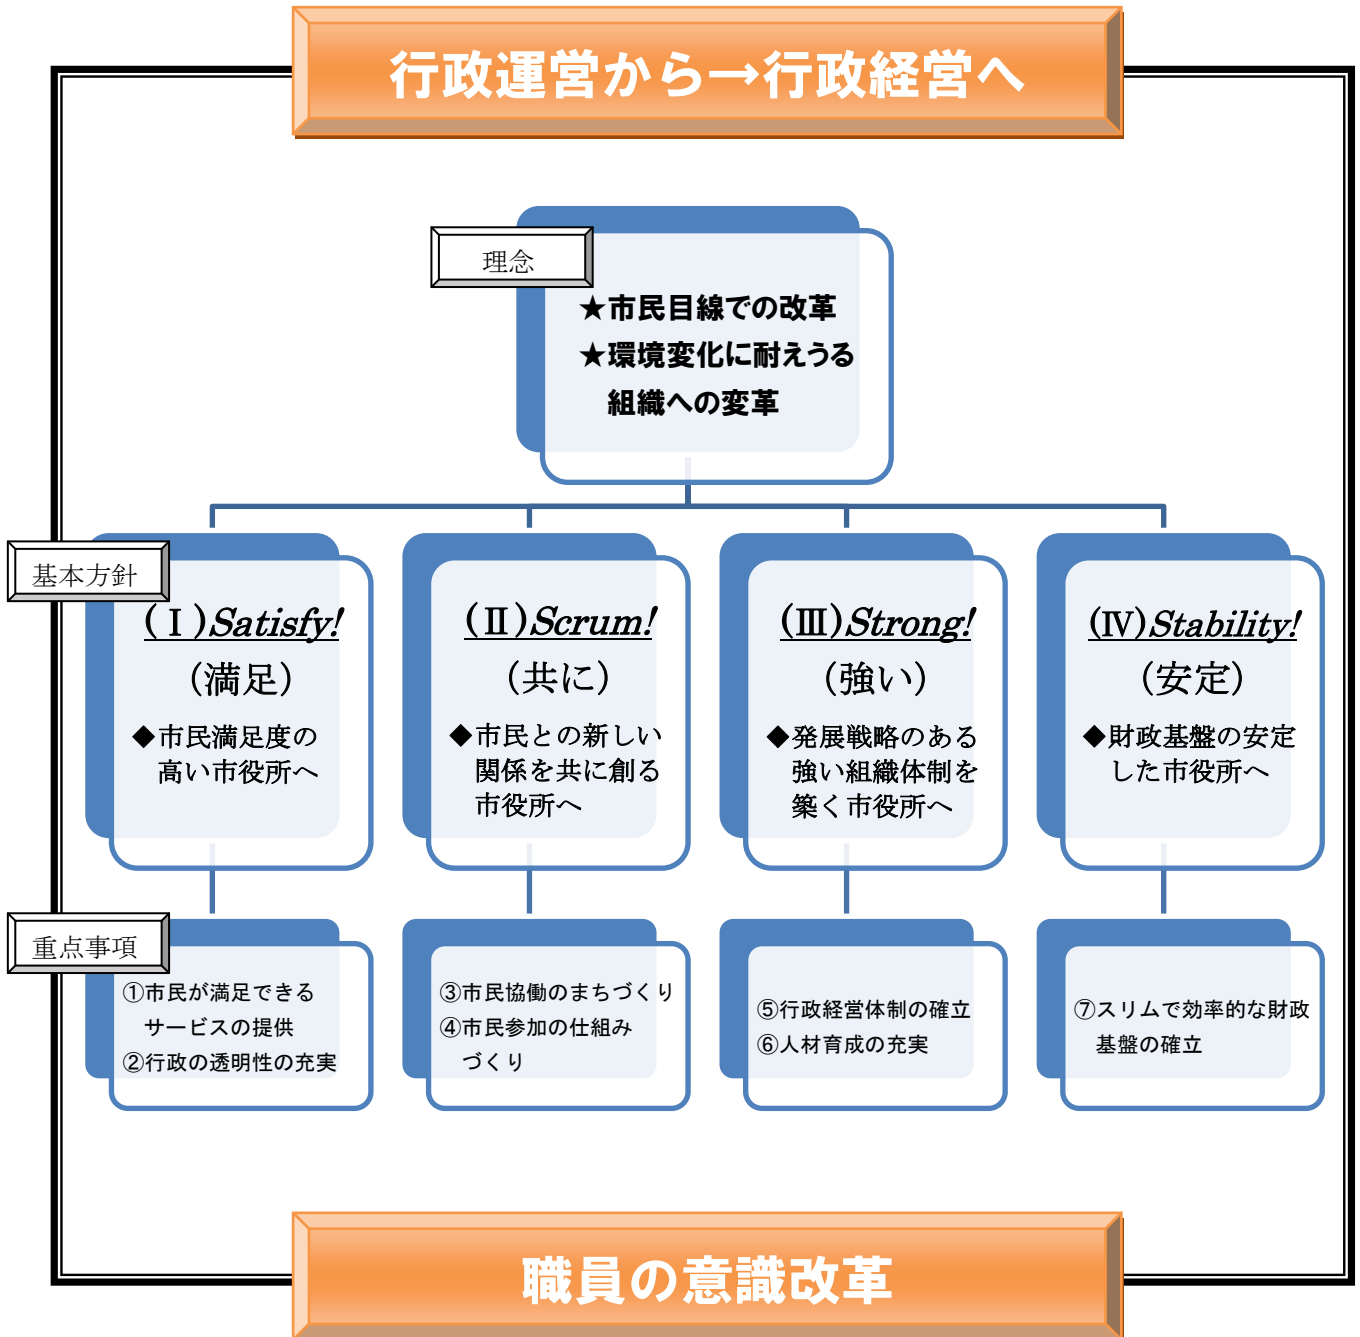 行政運営から→行政経営へ
理念
★市民目線での改革
★環境変化に耐えうる
組織への変革
基本方針
(Ⅰ)Satisfy!
(満足)
◆市民満足度の
高い市役所へ
(Ⅱ)Scrum!
(共に)
◆市民との新しい
関係を共に創る
市役所へ
(Ⅲ)Strong!
(強い)
◆発展戦略のある
強い組織体制を
築く市役所へ
(Ⅳ)Stability!
(安定)
◆財政基盤の安定
した市役所へ
重点事項
①市民が満足できる
サービスの提供
②行政の透明性の充実
③市民協働のまちづくり
④市民参加の仕組み
づくり
⑤行政経営体制の確立
⑥人材育成の充実
⑦スリムで効率的な財政
基盤の確立
職員の意識改革